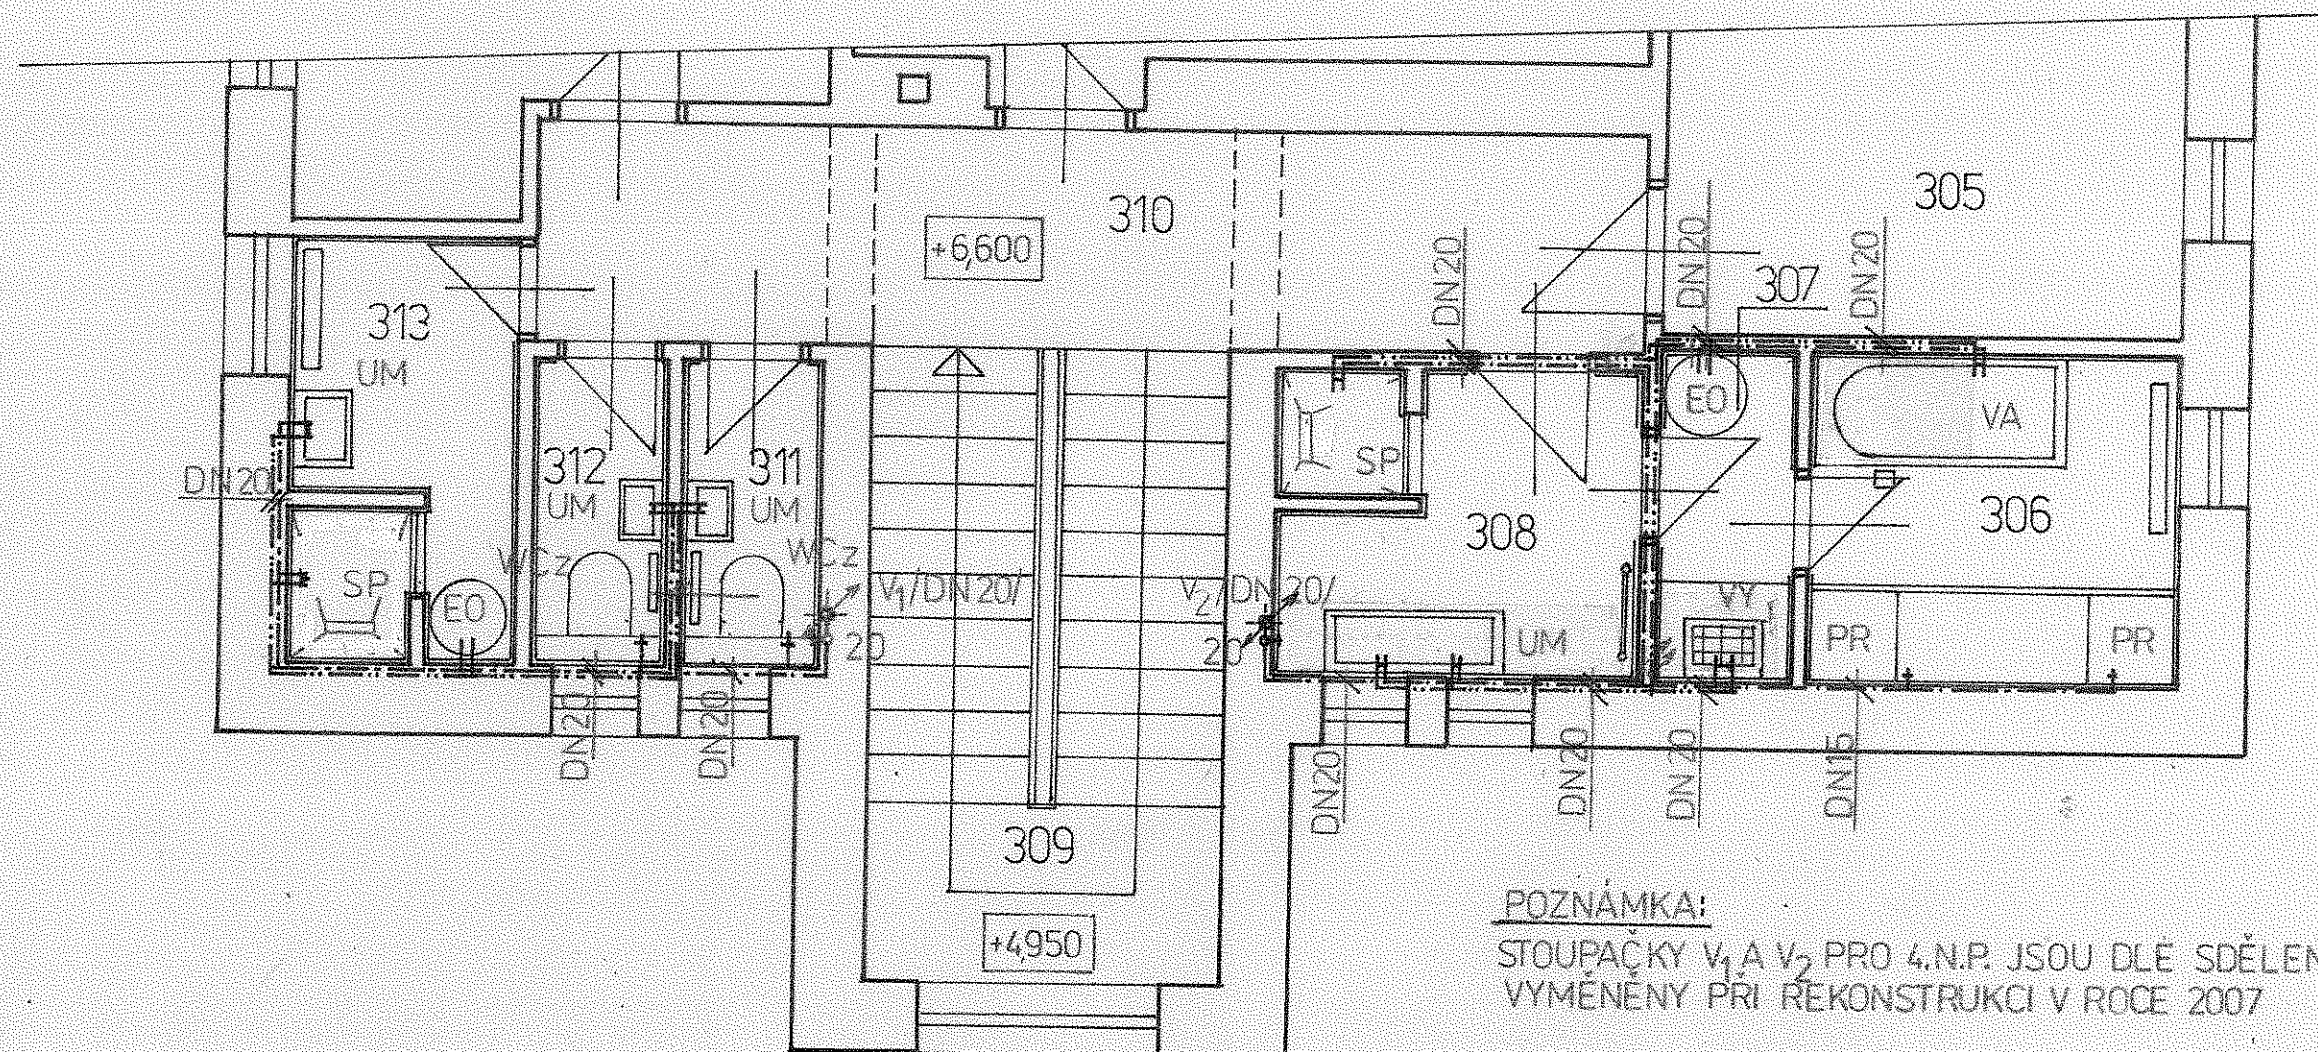 305
310
+6,600
DN20
DN20
307
DN20
313
UM
EO
VA
312
UM
311
UM
SP
DN20
306
308
WCz
WCz
SP
EO
V1/DN20/
20
V2/DN20/
20
UM
VY
PR
PR
DN20
DN20
DN20
DN20
DN20
DN15
309
+4,950
POZNÁMKA:
STOUPAČKY V1 A V2 PRO 4.N.P. JSOU DLE
VYMĚNĚNY PŘI REKONSTRUKCI V ROCE 2007